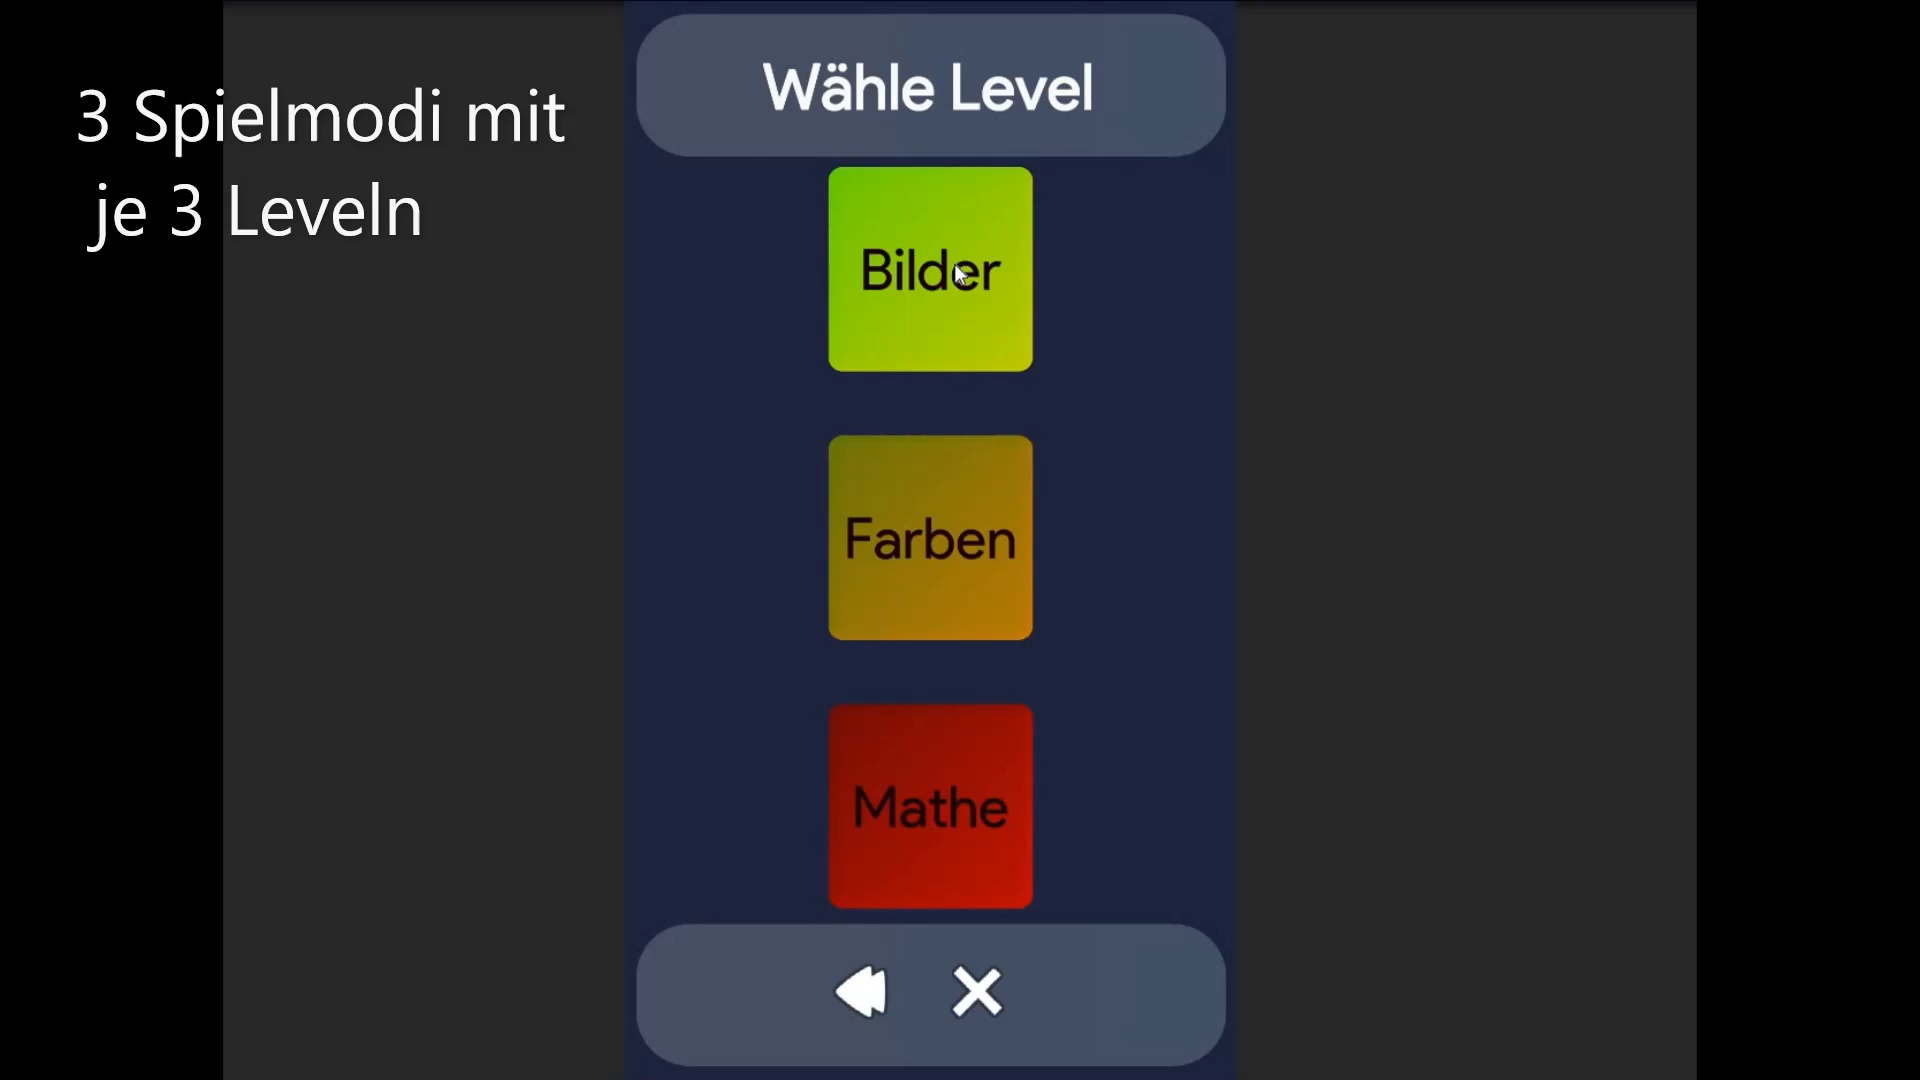 3 Spielmodi mit
je 3 Leveln
Wähle Level
Bilder
Farben
Mathe